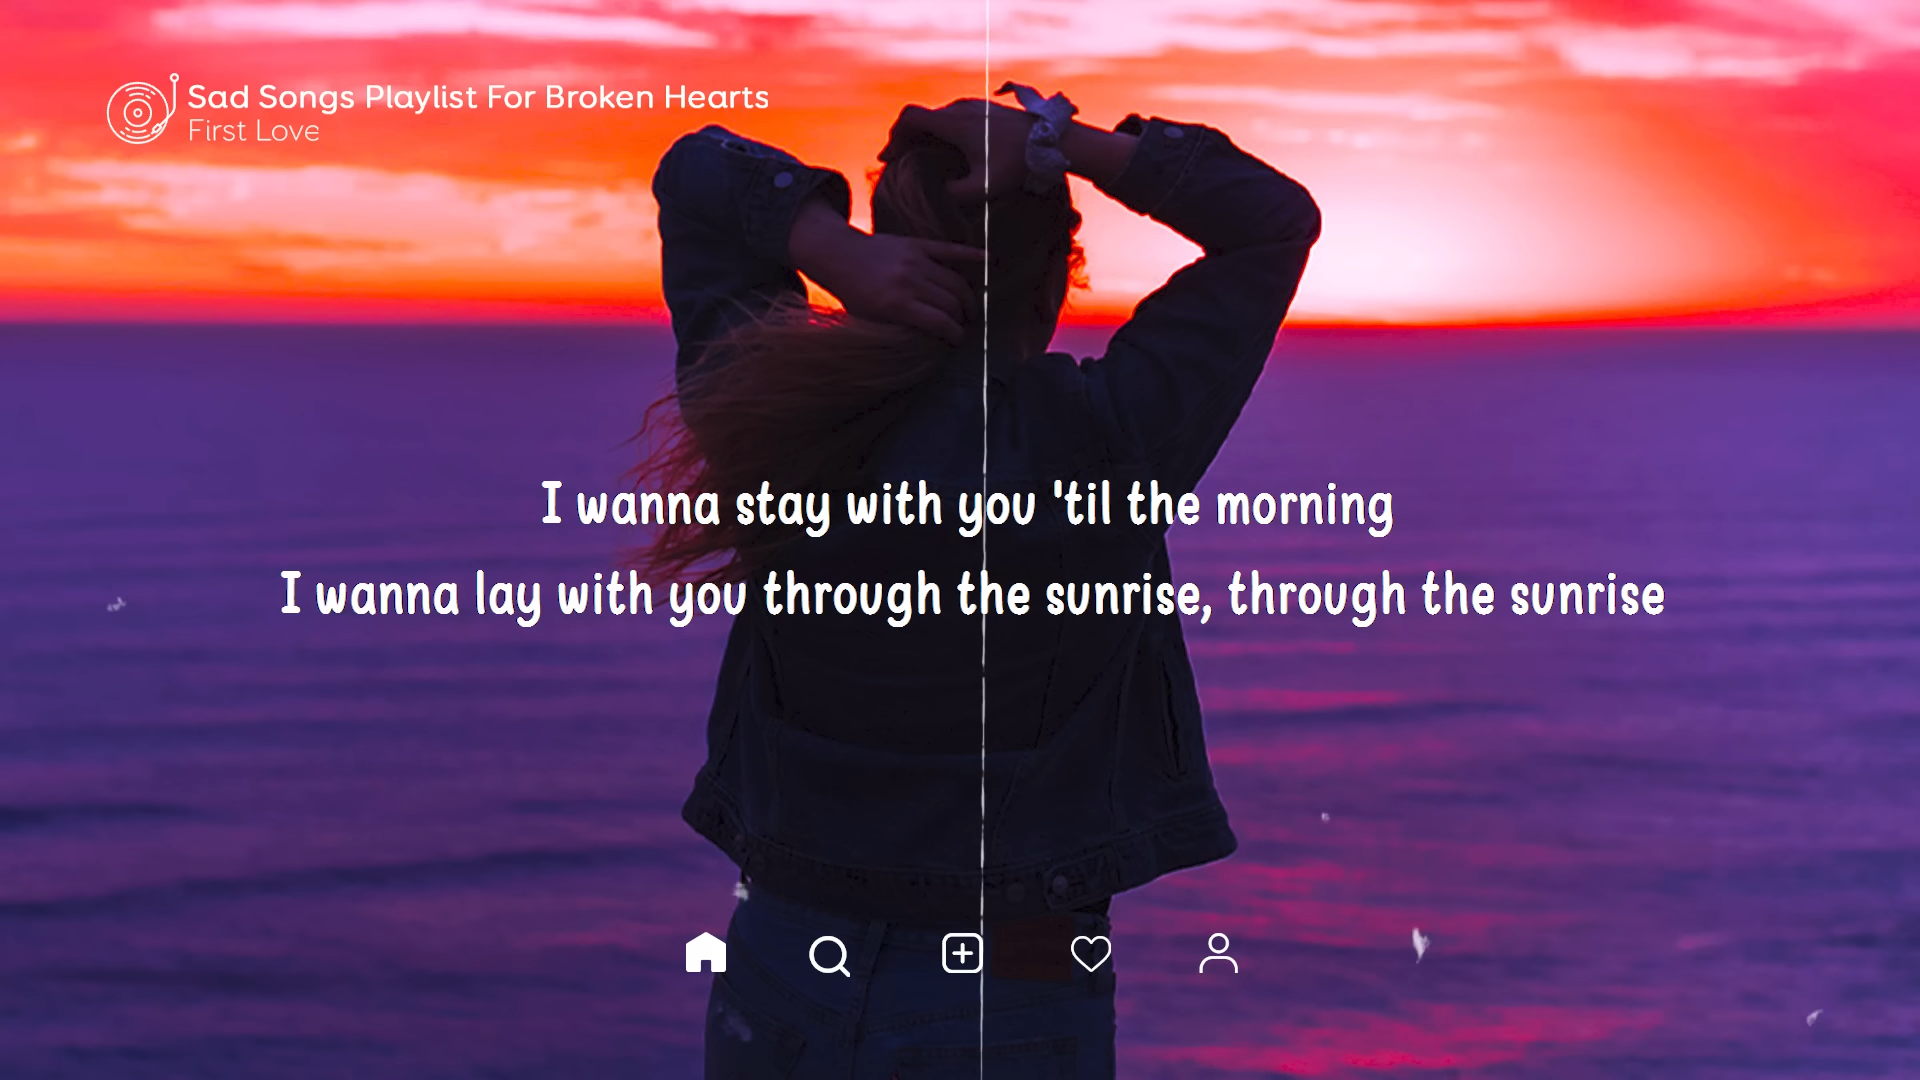 Sad Songs Playlist For Broken Hearts
First Love
I wanna stay with you 'til the morning
I wanna lay with you through the sunrise, through the sunrise